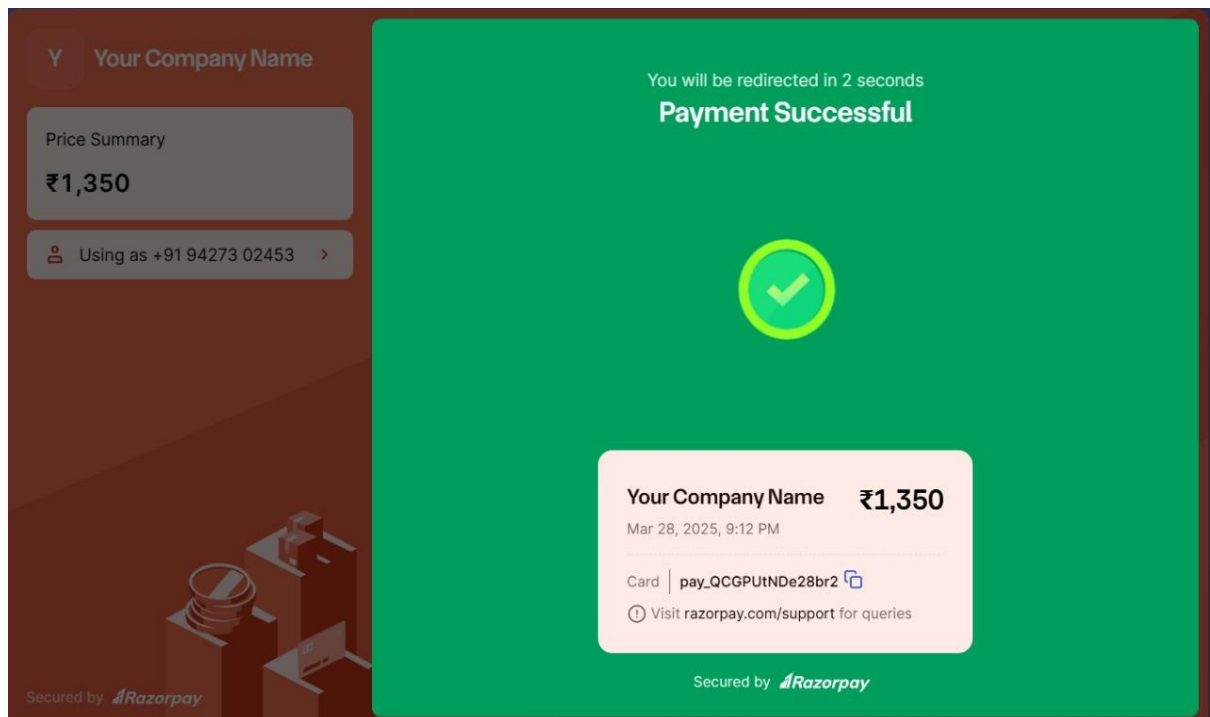 Y Your Company Name
Price Summary
₹1,350
Using as +91 94273 02453
Secured by Razorpay
You will be redirected in 2 seconds
Payment Successful
Your Company Name ₹1,350
Mar 28, 2025, 9:12 PM
Card pay_QCGPUtNDe28br2
Visit razorpay.com/support for queries
Secured by Razorpay